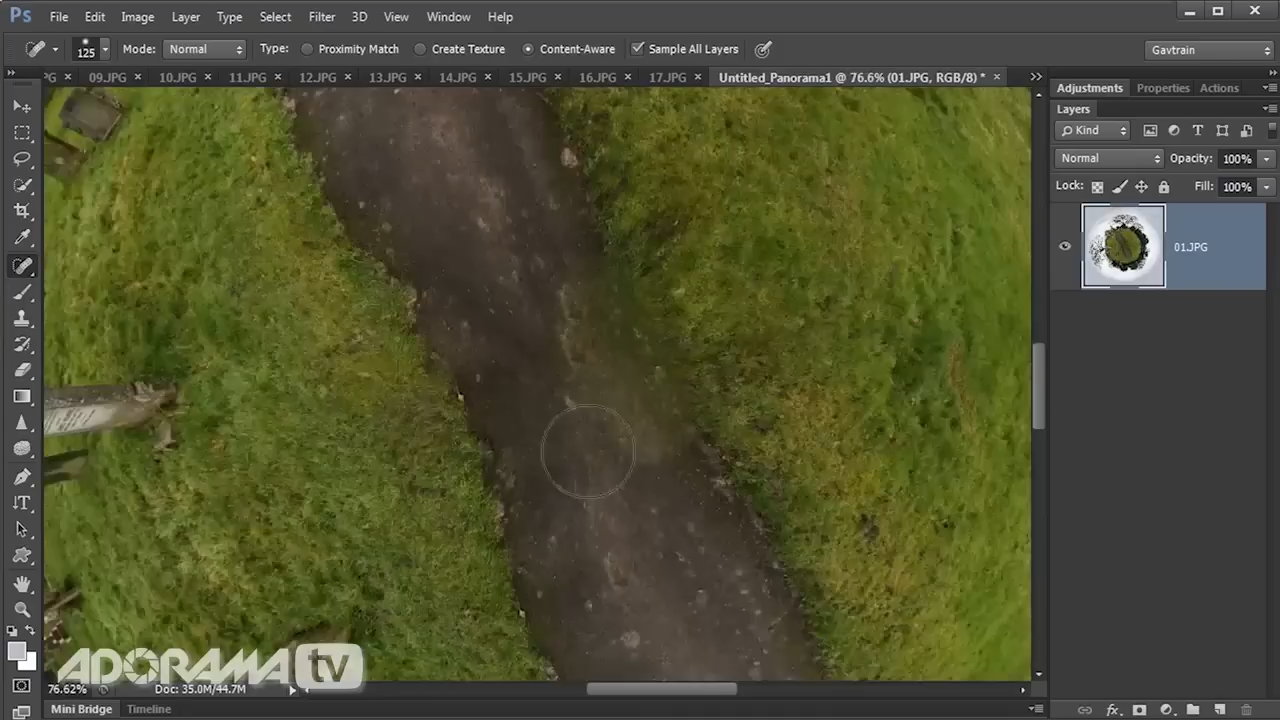 Ps File Edit Image Layer Type Select Filter 3D View Window Help
125 Mode: Normal Type: Proximity Match Create Texture Content-Aware Sample All Layers Gavtrain
09.JPG × 10.JPG × 11.JPG × 12.JPG × 13.JPG × 14.JPG × 15.JPG × 16.JPG × 17.JPG × Untitled_Panorama1 @ 76.6% (01.JPG, RGB/8) * ×
Adjustments Properties Actions
Layers
Kind
Normal Opacity: 100%
Lock: Fill: 100%
01.JPG
ADORAMA tv
76.62% Doc: 35.0M/44.7M
Mini Bridge Timeline